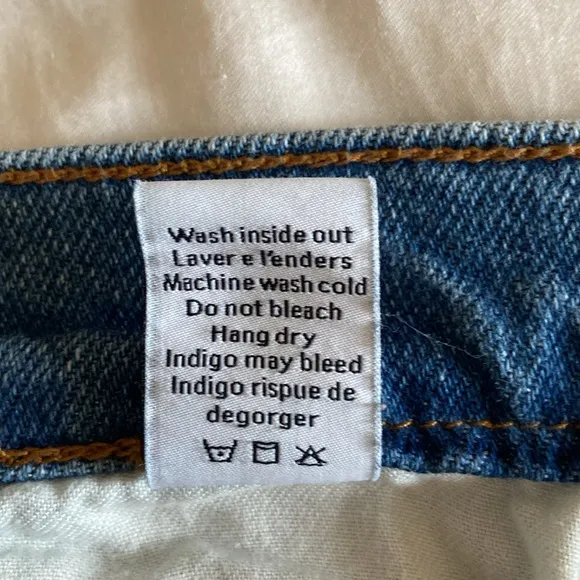 Wash inside out
Laver e l'enders
Machine wash cold
Do not bleach
Hang dry
Indigo may bleed
Indigo rispue de
degorger